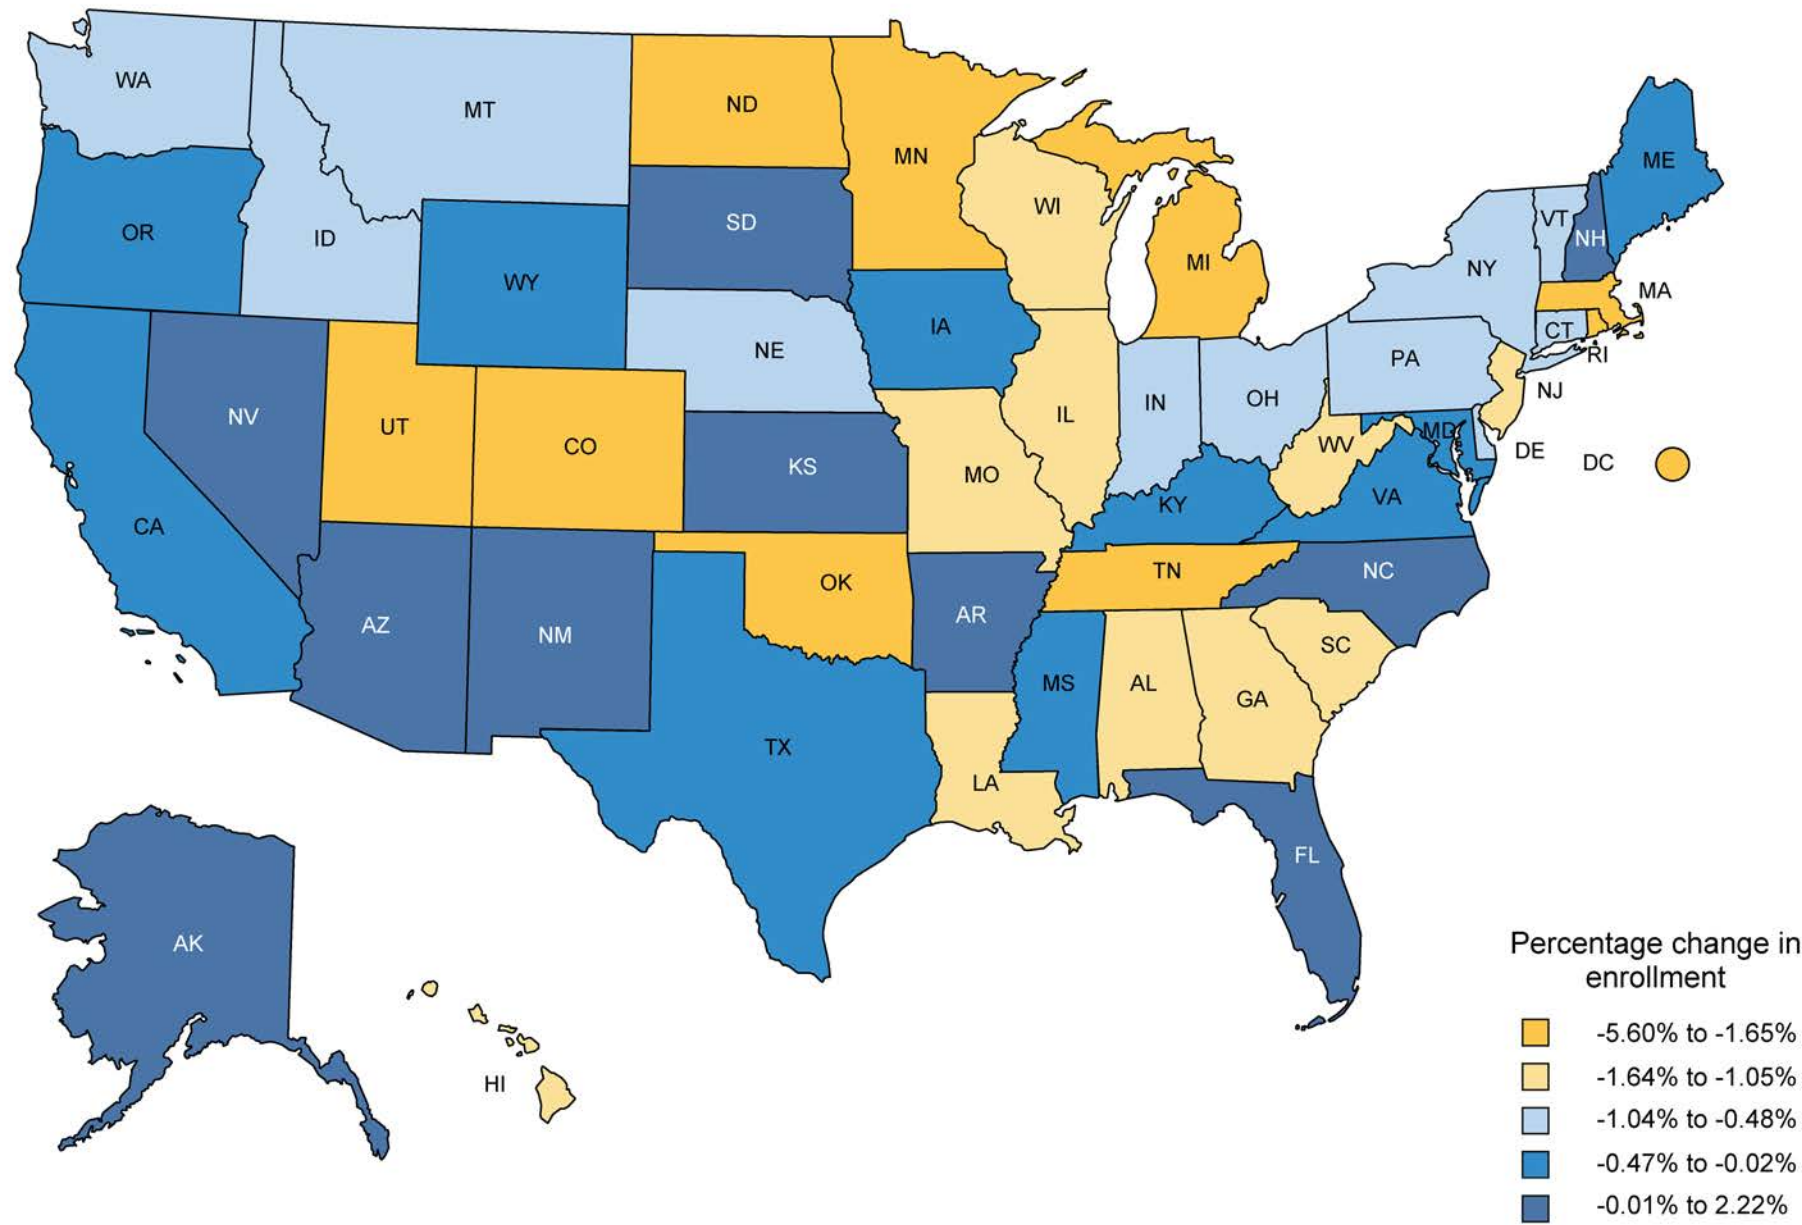 WA
MT
ND
MN
ME
OR
ID
SD
WI
VT
NH
WY
MI
NY
MA
IA
CT
NE
PA
RI
NV
UT
CO
IL
IN
OH
NJ
KS
MO
WV
MD
DE
DC
CA
KY
VA
OK
TN
NC
AZ
NM
AR
SC
TX
MS
AL
GA
LA
FL
AK
HI
Percentage change in
enrollment
-5.60% to -1.65%
-1.64% to -1.05%
-1.04% to -0.48%
-0.47% to -0.02%
-0.01% to 2.22%